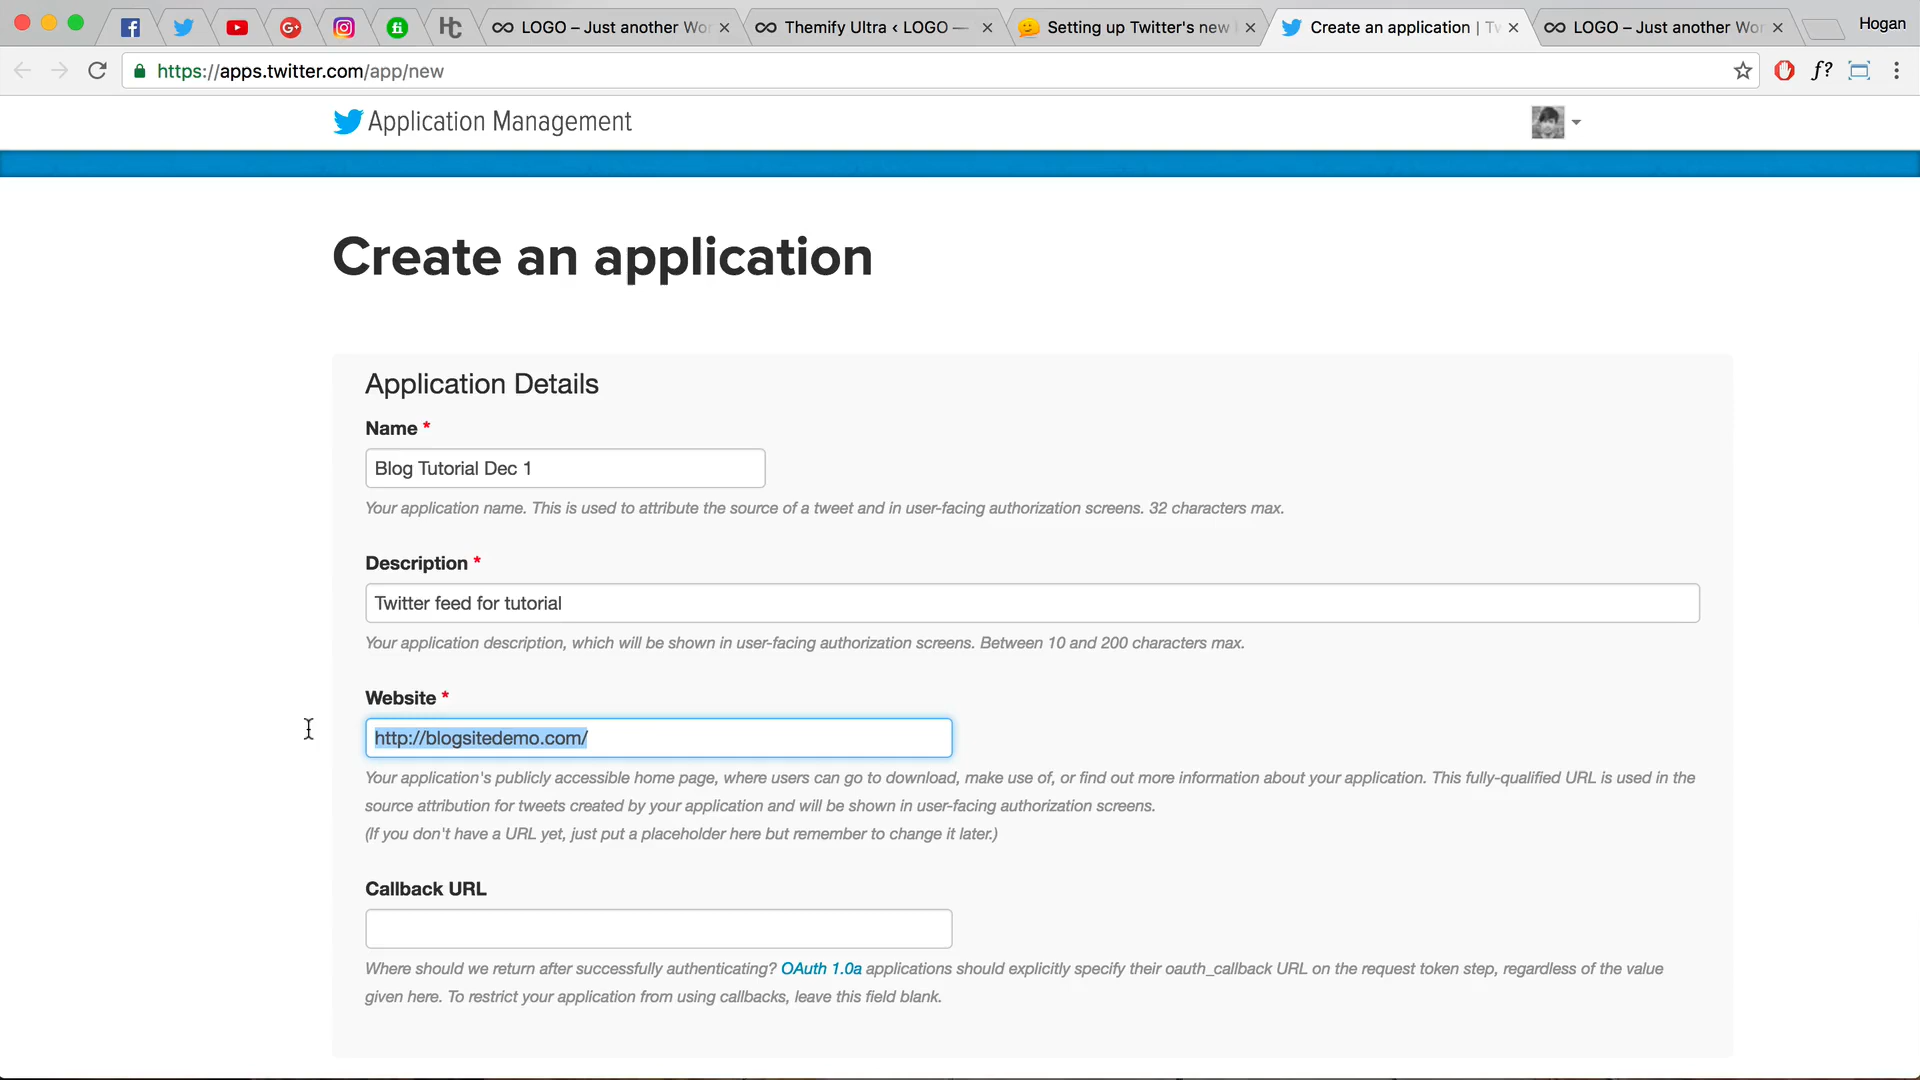 LOGO – Just another Wor
Themify Ultra ‹ LOGO —
Setting up Twitter's new
Create an application | Tw
LOGO – Just another Wor
Hogan
https://apps.twitter.com/app/new
f?
Application Management
Create an application
Application Details
Name *
Blog Tutorial Dec 1
Your application name. This is used to attribute the source of a tweet and in user-facing authorization screens. 32 characters max.
Description *
Twitter feed for tutorial
Your application description, which will be shown in user-facing authorization screens. Between 10 and 200 characters max.
Website *
http://blogsitedemo.com/
Your application's publicly accessible home page, where users can go to download, make use of, or find out more information about your application. This fully-qualified URL is used in the
source attribution for tweets created by your application and will be shown in user-facing authorization screens.
(If you don't have a URL yet, just put a placeholder here but remember to change it later.)
Callback URL
Where should we return after successfully authenticating? OAuth 1.0a applications should explicitly specify their oauth_callback URL on the request token step, regardless of the value
given here. To restrict your application from using callbacks, leave this field blank.